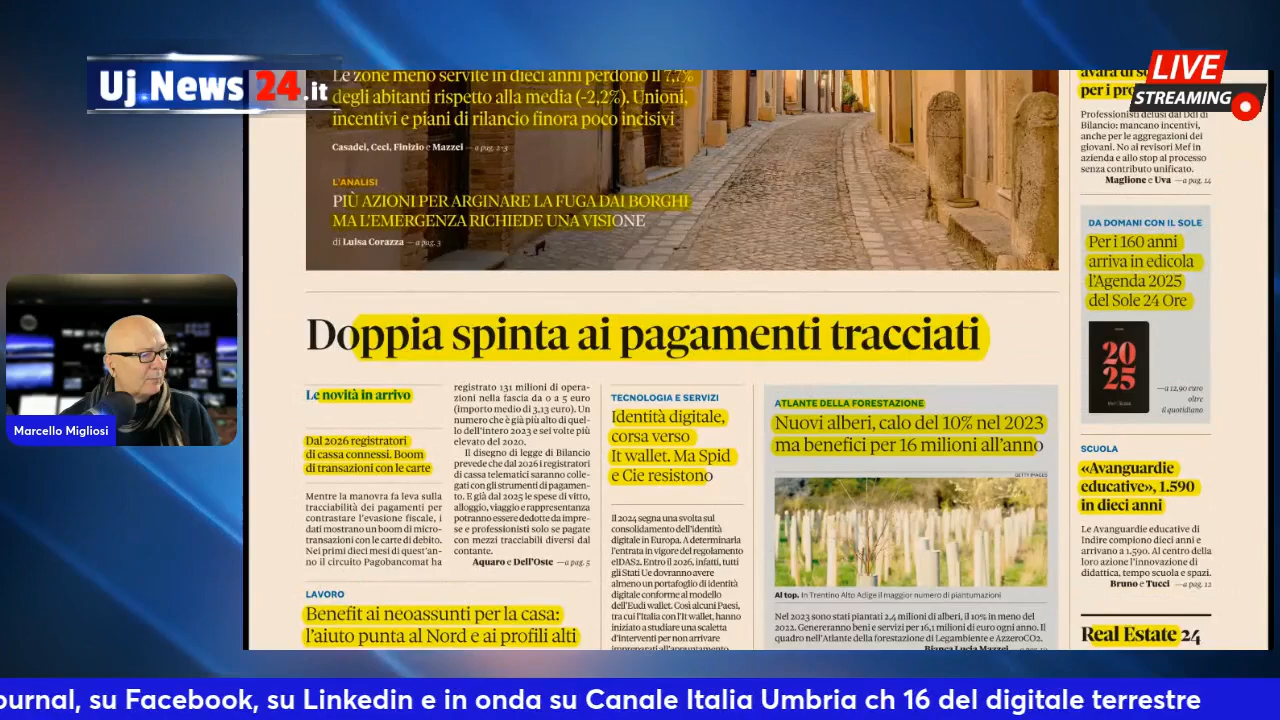 Uj.News 24.it
LIVE
STREAMING
Le zone meno servite in dieci anni perdono il 7,7%
degli abitanti rispetto alla media (-2,2%). Unioni,
incentivi e piani di rilancio finora poco incisivi
Casadei, Ceci, Finizio e Mazzei — a pag. 2-3
L'ANALISI
PIÙ AZIONI PER ARGINARE LA FUGA DAI BORGHI
MA L'EMERGENZA RICHIEDE UNA VISIONE
di Luisa Corazza — a pag. 3
per i pro
Professionisti delusi dal Ddl di
Bilancio: mancano incentivi,
anche per le aggregazioni dei
giovani. No ai revisori Mef in
azienda e allo stop al processo
senza contributo unificato.
Maglione e Uva — a pag. 14
DA DOMANI CON IL SOLE
Per i 160 anni
arriva in edicola
l'Agenda 2025
del Sole 24 Ore
20
25
—a 12,90 euro
oltre
il quotidiano
Doppia spinta ai pagamenti tracciati
Le novità in arrivo
Dal 2026 registratori
di cassa connessi. Boom
di transazioni con le carte
Mentre la manovra fa leva sulla
tracciabilità dei pagamenti per
contrastare l'evasione fiscale, i
dati mostrano un boom di micro-
transazioni con le carte di debito.
Nei primi dieci mesi di quest'an-
no il circuito Pagobancomat ha
registrato 131 milioni di opera-
zioni nella fascia da 0 a 5 euro
(importo medio di 3,13 euro). Un
numero che è già più alto di quel-
lo dell'intero 2023 e sei volte più
elevato del 2020.
Il disegno di legge di Bilancio
prevede che dal 2026 i registratori
di cassa telematici saranno colle-
gati con gli strumenti di pagamen-
to. E già dal 2025 le spese di vitto,
alloggio, viaggio e rappresentanza
potranno essere dedotte da impre-
se e professionisti solo se pagate
con mezzi tracciabili diversi dal
contante.
Aquaro e Dell'Oste —a pag. 5
TECNOLOGIA E SERVIZI
Identità digitale,
corsa verso
It wallet. Ma Spid
e Cie resistono
Il 2024 segna una svolta sul
consolidamento dell'identità
digitale in Europa. A determinarla
l'entrata in vigore del regolamento
eIDAS2. Entro il 2026, infatti, tutti
gli Stati Ue dovranno avere
almeno un portafoglio di identità
digitale conforme al modello
dell'Eudi wallet. Così alcuni Paesi,
tra cui l'Italia con l'It wallet, hanno
iniziato a studiare una scaletta
d'interventi per non arrivare
impreparati all'appuntamento.
ATLANTE DELLA FORESTAZIONE
Nuovi alberi, calo del 10% nel 2023
ma benefici per 16 milioni all'anno
GETTY IMAGES
Al top. In Trentino Alto Adige il maggior numero di piantumazioni
Nel 2023 sono stati piantati 2,4 milioni di alberi, il 10% in meno del
2022. Genereranno beni e servizi per 16,1 milioni di euro ogni anno. Il
quadro nell'Atlante della forestazione di Legambiente e AzzeroCO2.
Bianca Lucia Mazzei
SCUOLA
«Avanguardie
educative», 1.590
in dieci anni
Le Avanguardie educative di
Indire compiono dieci anni e
arrivano a 1.590. Al centro della
loro azione l'innovazione di
didattica, tempo scuola e spazi.
Bruno e Tucci —a pag. 12
Real Estate 24
LAVORO
Benefit ai neoassunti per la casa:
l'aiuto punta al Nord e ai profili alti
Marcello Migliosi
ournal, su Facebook, su Linkedin e in onda su Canale Italia Umbria ch 16 del digitale terrestre